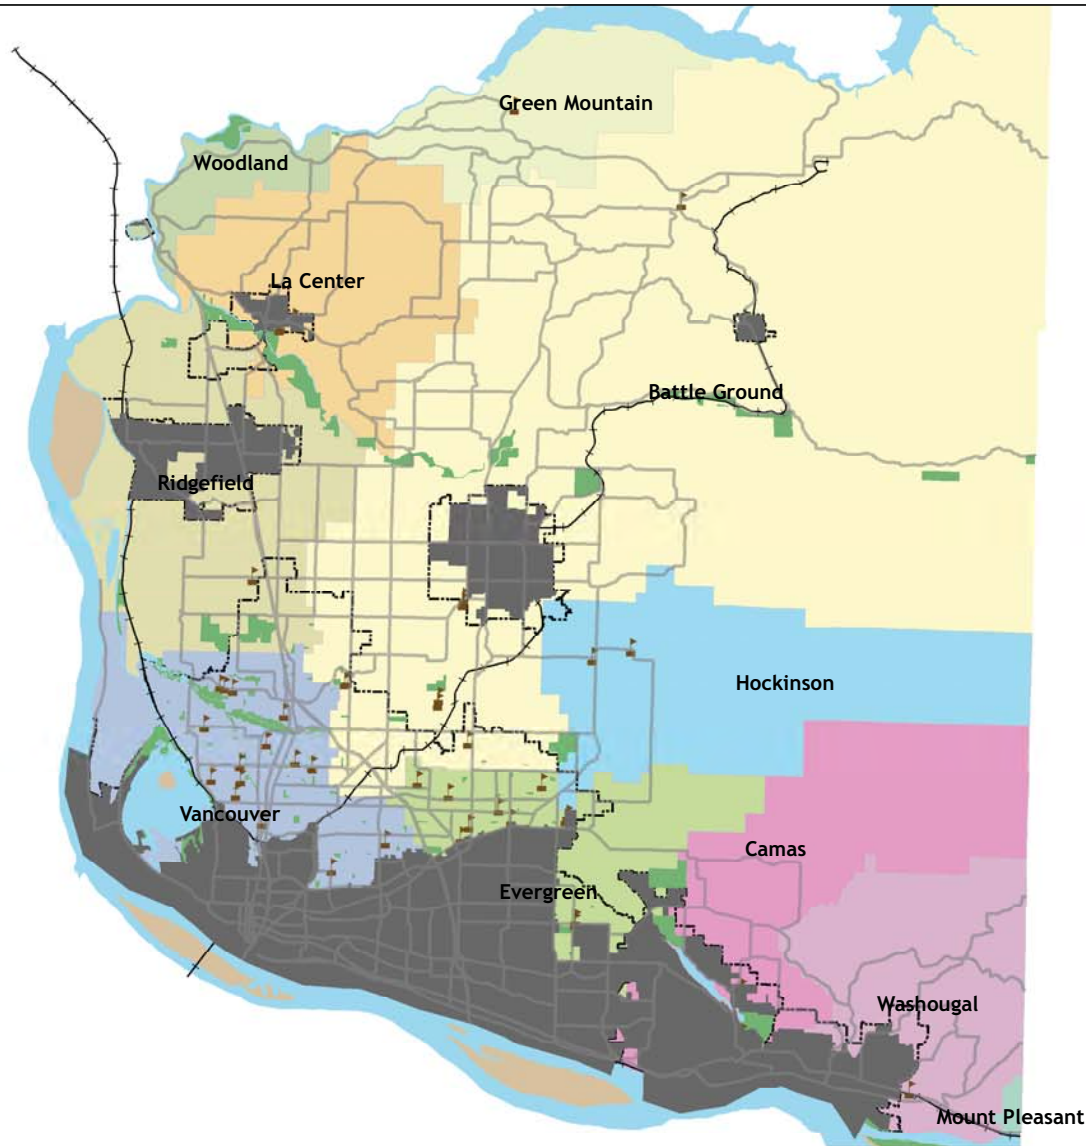 Green Mountain
Woodland
La Center
Battle Ground
Ridgefield
Hockinson
Vancouver
Camas
Evergreen
Washougal
Mount Pleasant